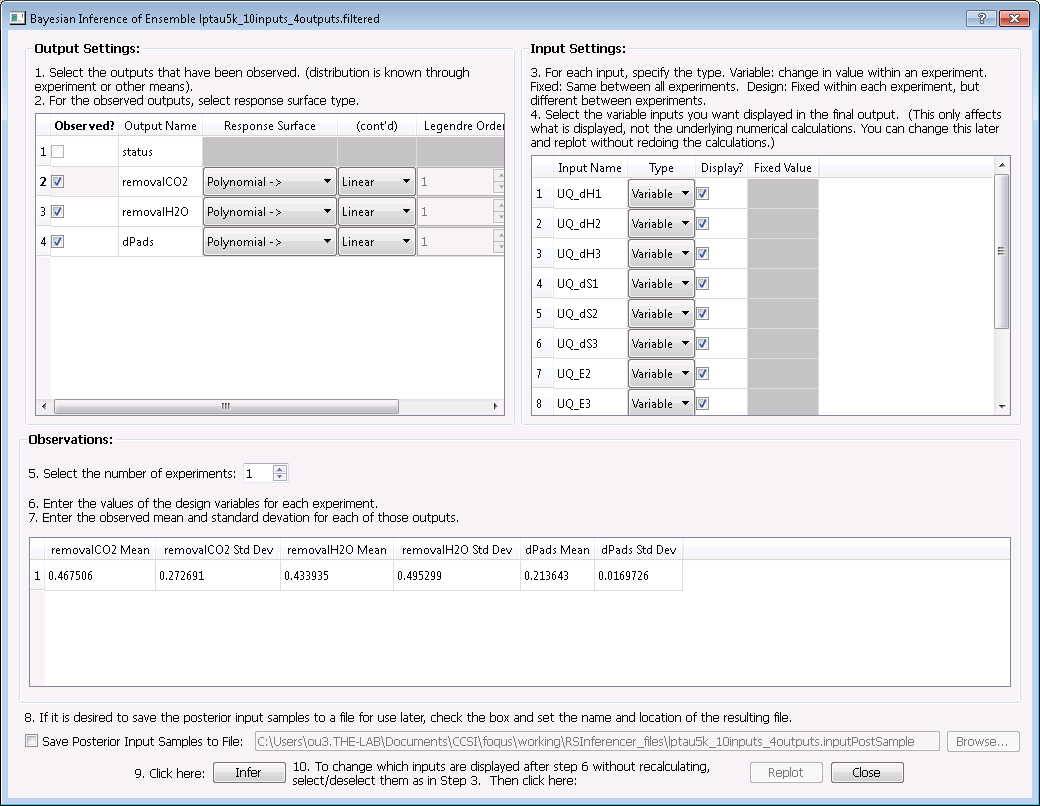 Bayesian Inference of Ensemble lptau5k_10inputs_4outputs.filtered
Output Settings:
1. Select the outputs that have been observed. (distribution is known through
experiment or other means).
2. For the observed outputs, select response surface type.
Observed? Output Name Response Surface (cont'd) Legendre Order
1 status
2 removalCO2 Polynomial -> Linear 1
3 removalH2O Polynomial -> Linear 1
4 dPads Polynomial -> Linear 1
Input Settings:
3. For each input, specify the type. Variable: change in value within an experiment.
Fixed: Same between all experiments. Design: Fixed within each experiment, but
different between experiments.
4. Select the variable inputs you want displayed in the final output. (This only affects
what is displayed, not the underlying numerical calculations. You can change this later
and replot without redoing the calculations.)
Input Name Type Display? Fixed Value
1 UQ_dH1 Variable
2 UQ_dH2 Variable
3 UQ_dH3 Variable
4 UQ_dS1 Variable
5 UQ_dS2 Variable
6 UQ_dS3 Variable
7 UQ_E2 Variable
8 UQ_E3 Variable
Observations:
5. Select the number of experiments: 1
6. Enter the values of the design variables for each experiment.
7. Enter the observed mean and standard devation for each of those outputs.
removalCO2 Mean removalCO2 Std Dev removalH2O Mean removalH2O Std Dev dPads Mean dPads Std Dev
1 0.467506 0.272691 0.433935 0.495299 0.213643 0.0169726
8. If it is desired to save the posterior input samples to a file for use later, check the box and set the name and location of the resulting file.
Save Posterior Input Samples to File: C:\Users\ou3.THE-LAB\Documents\CCSI\foqus\working\RSInferencer_files\lptau5k_10inputs_4outputs.inputPostSample Browse...
9. Click here: Infer
10. To change which inputs are displayed after step 6 without recalculating,
select/deselect them as in Step 3. Then click here:
Replot Close